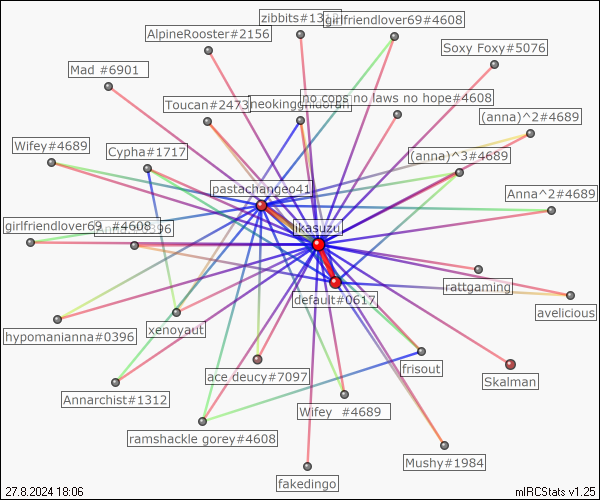 zibbits#1
girlfriendlover69#4608
AlpineRooster#2156
Soxy Foxy#5076
Mad #6901
no cops no laws no hope#4608
Toucan#2473
neokingghidorah
(anna)^2#4689
Wifey#4689
Cypha#1717
(anna)^3#4689
pastachangeo41
Anna^2#4689
girlfriendlover69_ #4608
396
ikasuzu
rattgaming
default#0617
avelicious
hypomanianna#0396
xenoyaut
frisout
ace deucy#7097
Skalman
Annarchist#1312
Wifey_#4689
ramshackle gorey#4608
Mushy#1984
fakedingo
27.8.2024 18:06
mIRCStats v1.25